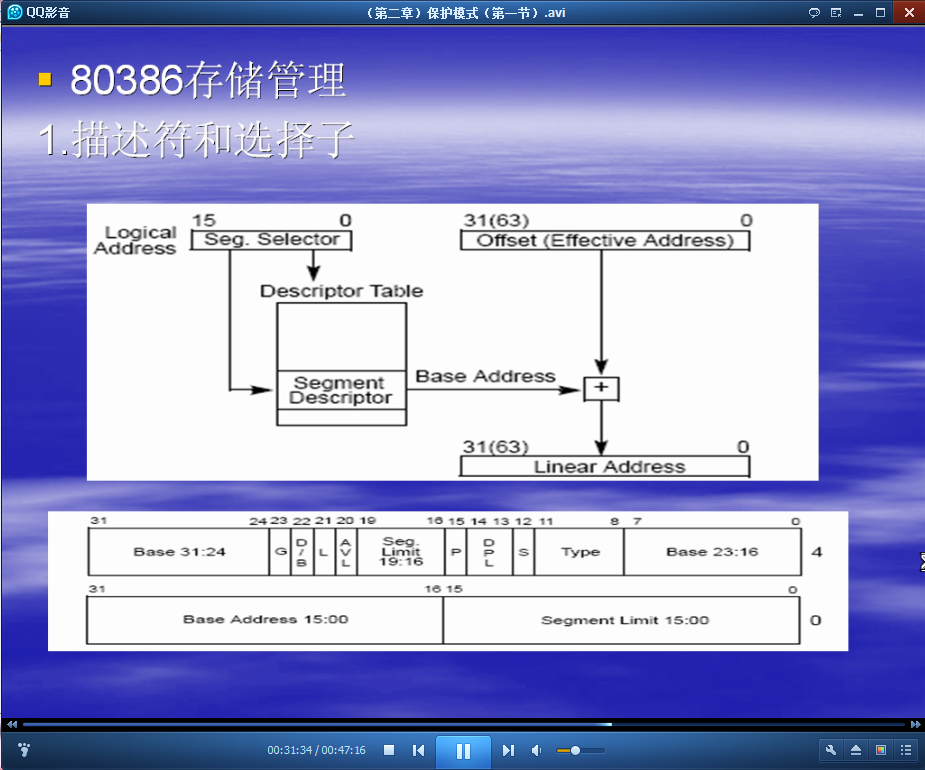 QQ影音
（第二章）保护模式（第一节）.avi
80386存储管理
1.描述符和选择子
15 0 31(63) 0
Logical Address Seg. Selector Offset (Effective Address)
Descriptor Table
Segment Descriptor
Base Address
+
31(63) 0
Linear Address
31 24 23 22 21 20 19 16 15 14 13 12 11 8 7 0
Base 31:24 G D/B L AVL Seg. Limit 19:16 P DPL S Type Base 23:16 4
31 16 15 0
Base Address 15:00 Segment Limit 15:00 0
00:31:34 / 00:47:16